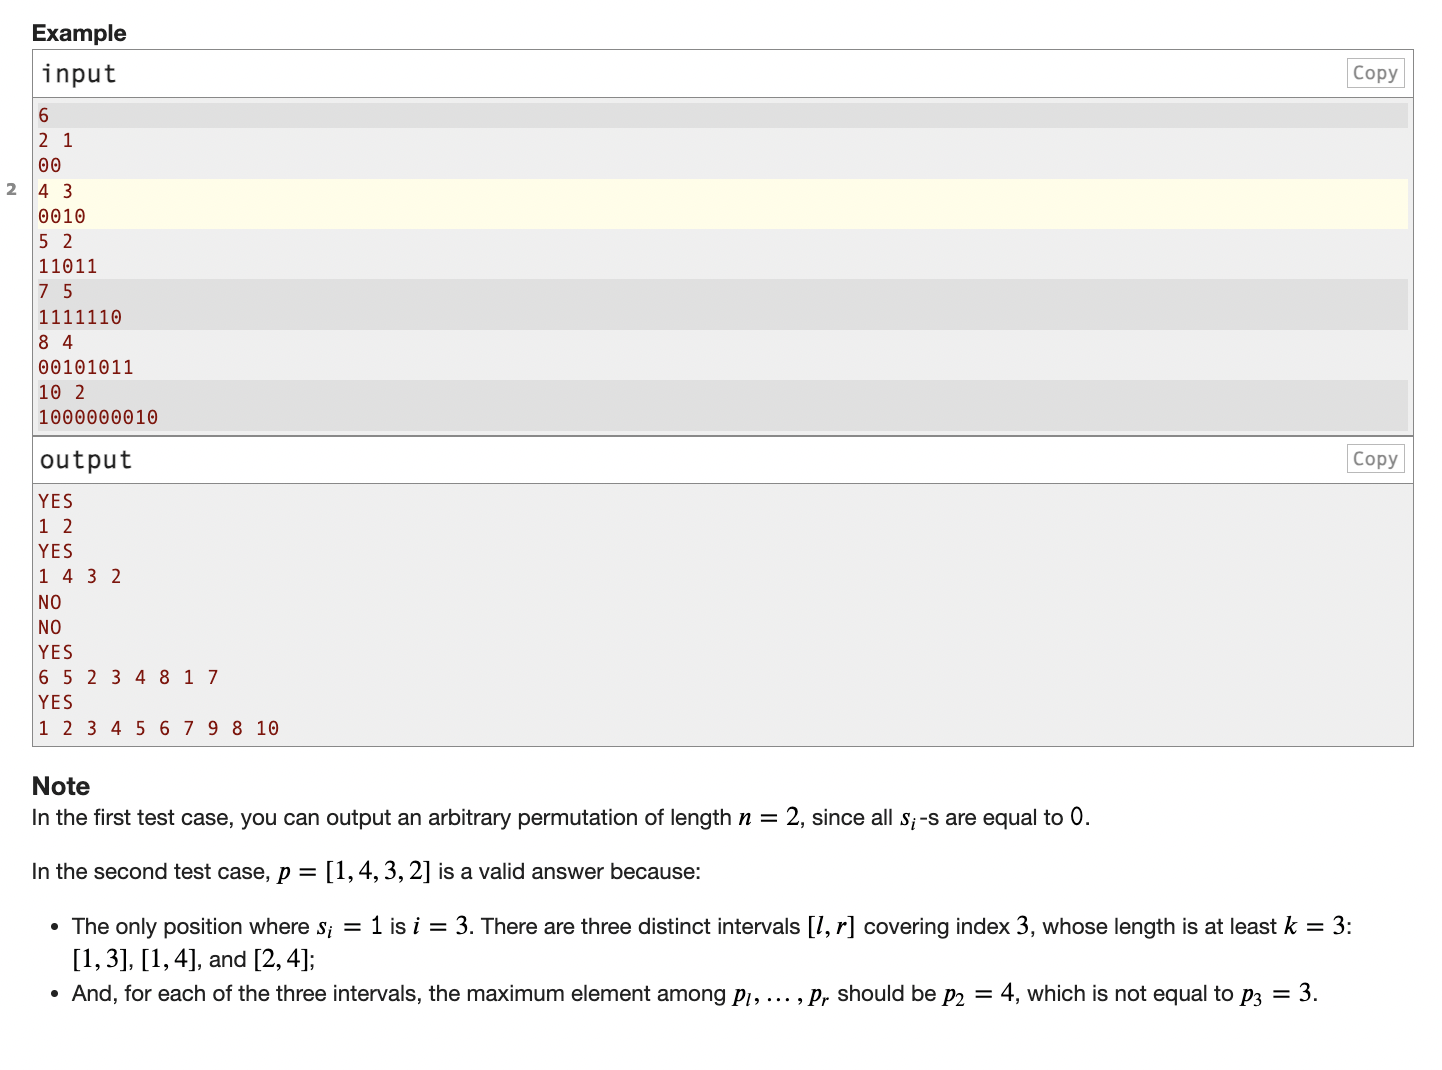 Example
input
Copy
6
2 1
00
2
4 3
0010
5 2
11011
7 5
1111110
8 4
00101011
10 2
1000000010
output
Copy
YES
1 2
YES
1 4 3 2
NO
NO
YES
6 5 2 3 4 8 1 7
YES
1 2 3 4 5 6 7 9 8 10
Note
In the first test case, you can output an arbitrary permutation of length n = 2, since all sᵢ-s are equal to 0.
In the second test case, p = [1, 4, 3, 2] is a valid answer because:
• The only position where sᵢ = 1 is i = 3. There are three distinct intervals [l, r] covering index 3, whose length is at least k = 3:
[1, 3], [1, 4], and [2, 4];
• And, for each of the three intervals, the maximum element among pₗ, …, pᵣ should be p₂ = 4, which is not equal to p₃ = 3.